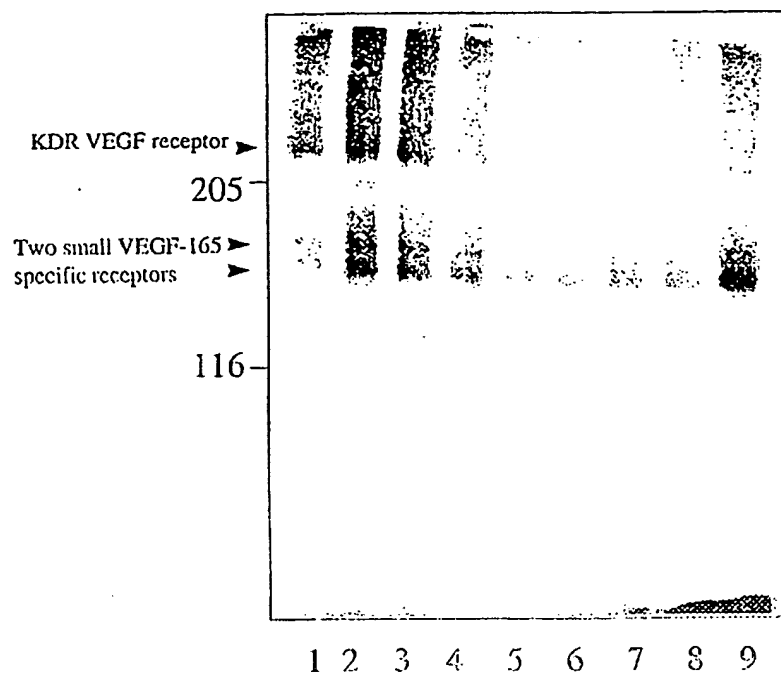 KDR VEGF receptor
205
Two small VEGF-165
specific receptors
116
1 2 3 4 5 6 7 8 9